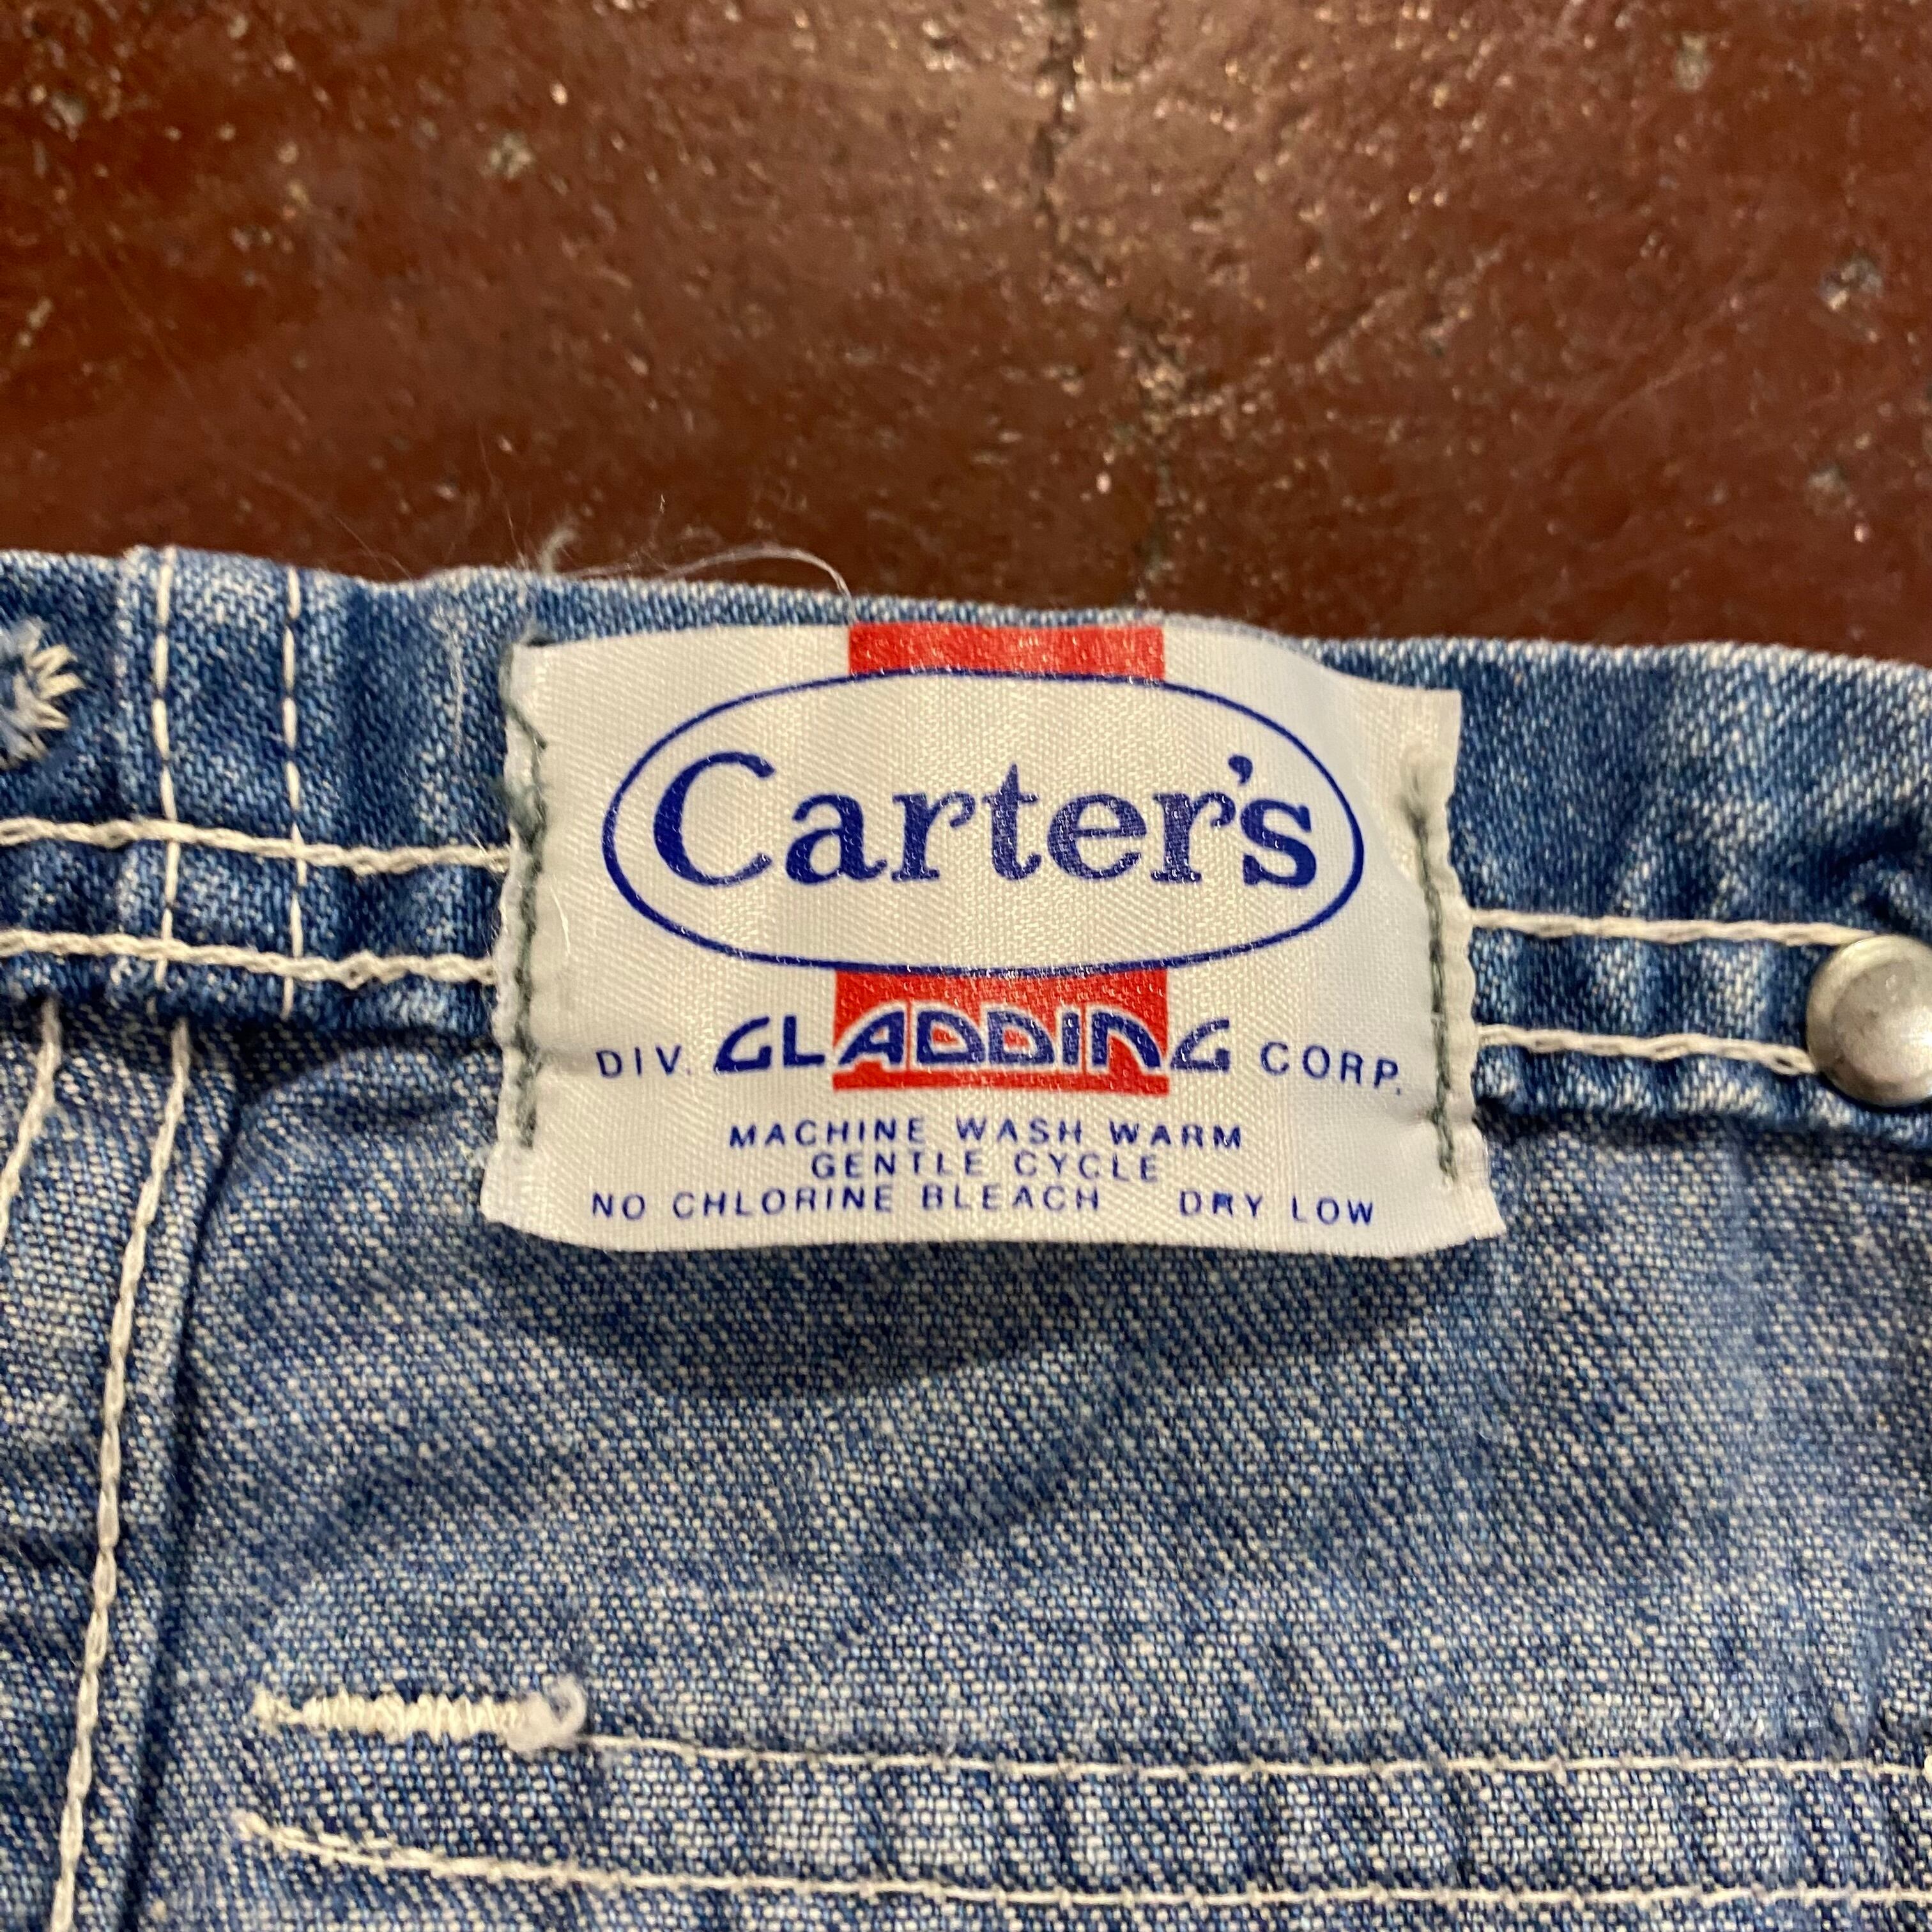 Carter's
DIV. GLADDING CORP.
MACHINE WASH WARM
GENTLE CYCLE
NO CHLORINE BLEACH DRY LOW